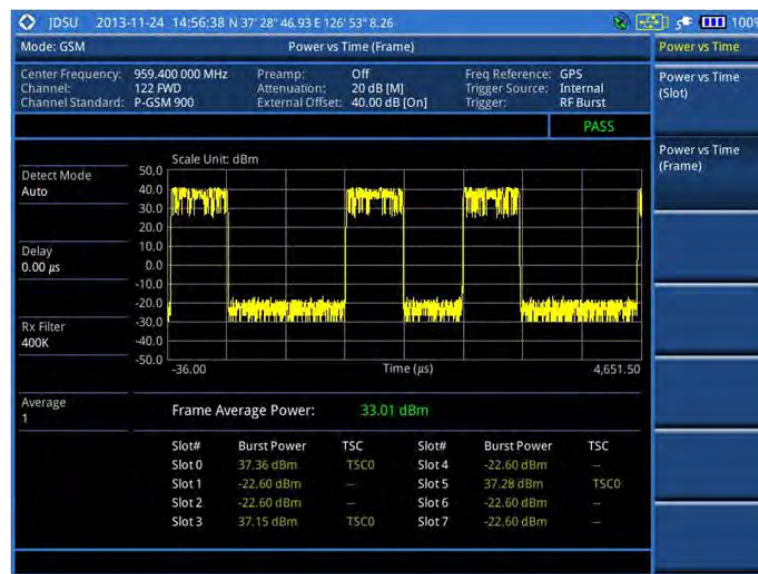 JDSU 2013-11-24 14:56:38 N 37' 28" 46.93 E 126' 53" 8.26 100%
Mode: GSM Power vs Time (Frame) Power vs Time
Center Frequency: 959.400 000 MHz Preamp: Off Freq Reference: GPS
Channel: 122 FWD Attenuation: 20 dB [M] Trigger Source: Internal
Channel Standard: P-GSM 900 External Offset: 40.00 dB [On] Trigger: RF Burst
Power vs Time
(Slot)
PASS
Power vs Time
(Frame)
Scale Unit: dBm
Detect Mode
Auto
Delay
0.00 μs
Rx Filter
400K
Average
1
50.0
40.0
30.0
20.0
10.0
0.0
-10.0
-20.0
-30.0
-40.0
-50.0
-36.00 Time (μs) 4,651.50
Frame Average Power: 33.01 dBm
Slot# Burst Power TSC Slot# Burst Power TSC
Slot 0 37.36 dBm TSC0 Slot 4 -22.60 dBm --
Slot 1 -22.60 dBm -- Slot 5 37.28 dBm TSC0
Slot 2 -22.60 dBm -- Slot 6 -22.60 dBm --
Slot 3 37.15 dBm TSC0 Slot 7 -22.60 dBm --